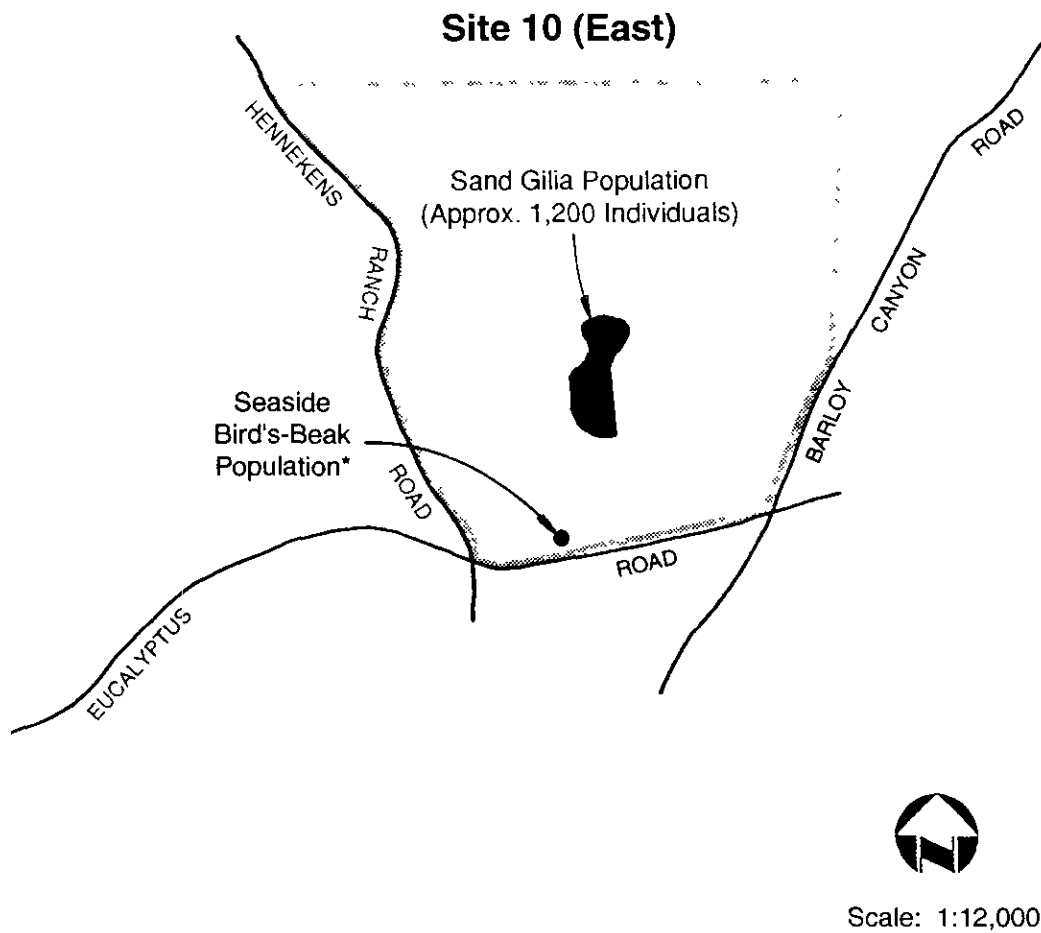 Site 10 (East)
HENNEKENS
RANCH
ROAD
Sand Gilia Population
(Approx. 1,200 Individuals)
ROAD
CANYON
BARLOY
Seaside
Bird's-Beak
Population*
EUCALYPTUS
ROAD
N
Scale: 1:12,000